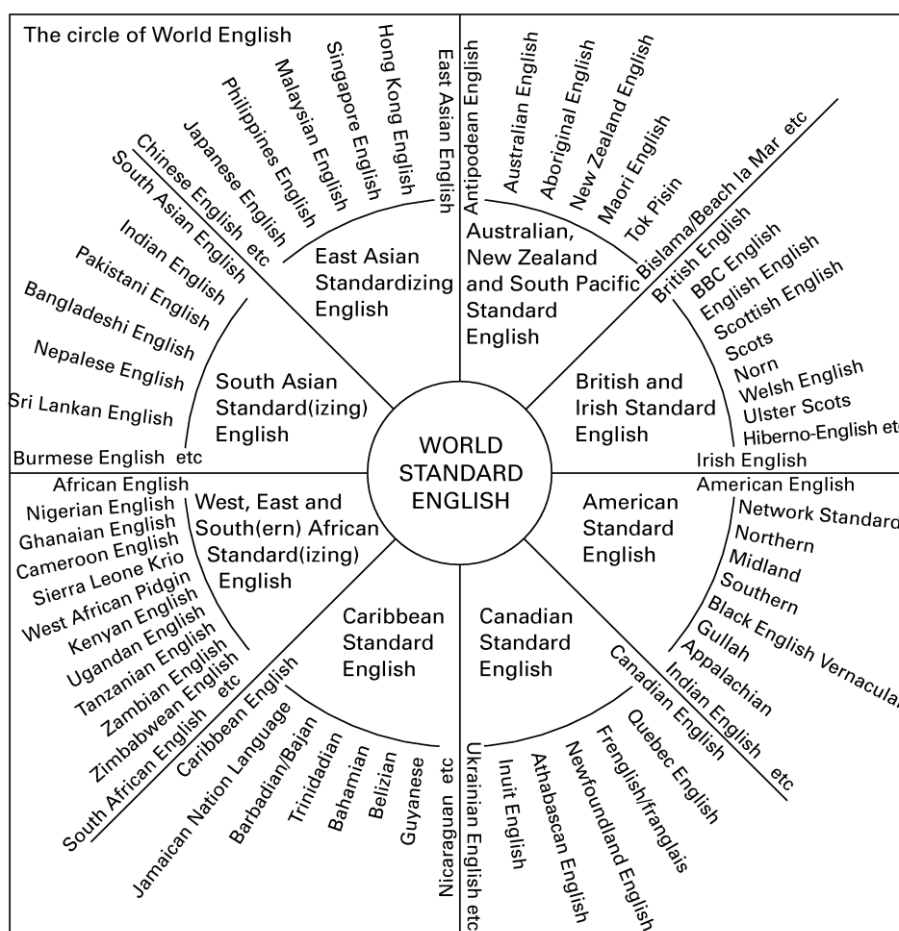 The circle of World English
WORLD
STANDARD
ENGLISH
East Asian
Standardizing
English
East Asian English
Hong Kong English
Singapore English
Malaysian English
Philippines English
Japanese English
Chinese English etc
Australian,
New Zealand
and South Pacific
Standard
English
Antipodean English
Australian English
Aboriginal English
New Zealand English
Maori English
Tok Pisin
Bislama/Beach la Mar etc
British and
Irish Standard
English
British English
BBC English
English English
Scottish English
Scots
Norn
Welsh English
Ulster Scots
Hiberno-English etc
Irish English
American
Standard
English
American English
Network Standard
Northern
Midland
Southern
Black English Vernacular
Gullah
Appalachian
Indian English etc
Canadian
Standard
English
Canadian English
Quebec English
Frenglish/franglais
Newfoundland English
Athabascan English
Inuit English
Ukrainian English etc
Caribbean
Standard
English
Caribbean English
Jamaican Nation Language
Barbadian/Bajan
Trinidadian
Bahamian
Belizian
Guyanese
Nicaraguan etc
West, East and
South(ern) African
Standard(izing)
English
African English
Nigerian English
Ghanaian English
Cameroon English
Sierra Leone Krio
West African Pidgin
Kenyan English
Ugandan English
Tanzanian English
Zambian English
Zimbabwean English
South African English etc
South Asian
Standard(izing)
English
South Asian English
Indian English
Pakistani English
Bangladeshi English
Nepalese English
Sri Lankan English
Burmese English etc